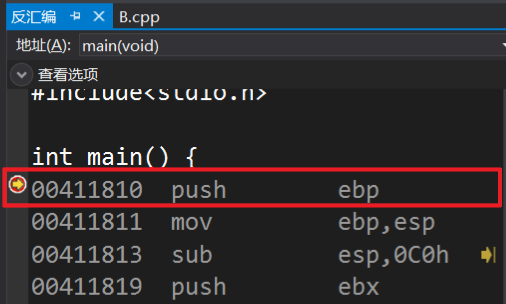 反汇编 B.cpp
地址(A): main(void)
查看选项
#include<stdio.h>
int main() {
00411810 push ebp
00411811 mov ebp,esp
00411813 sub esp,0C0h
00411819 push ebx